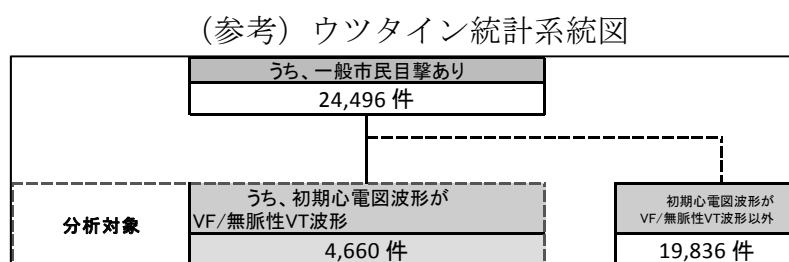 （参考）ウツタイン統計系統図
うち、一般市民目撃あり
24,496 件
分析対象
うち、初期心電図波形が
VF/無脈性VT波形
4,660 件
初期心電図波形が
VF/無脈性VT波形以外
19,836 件